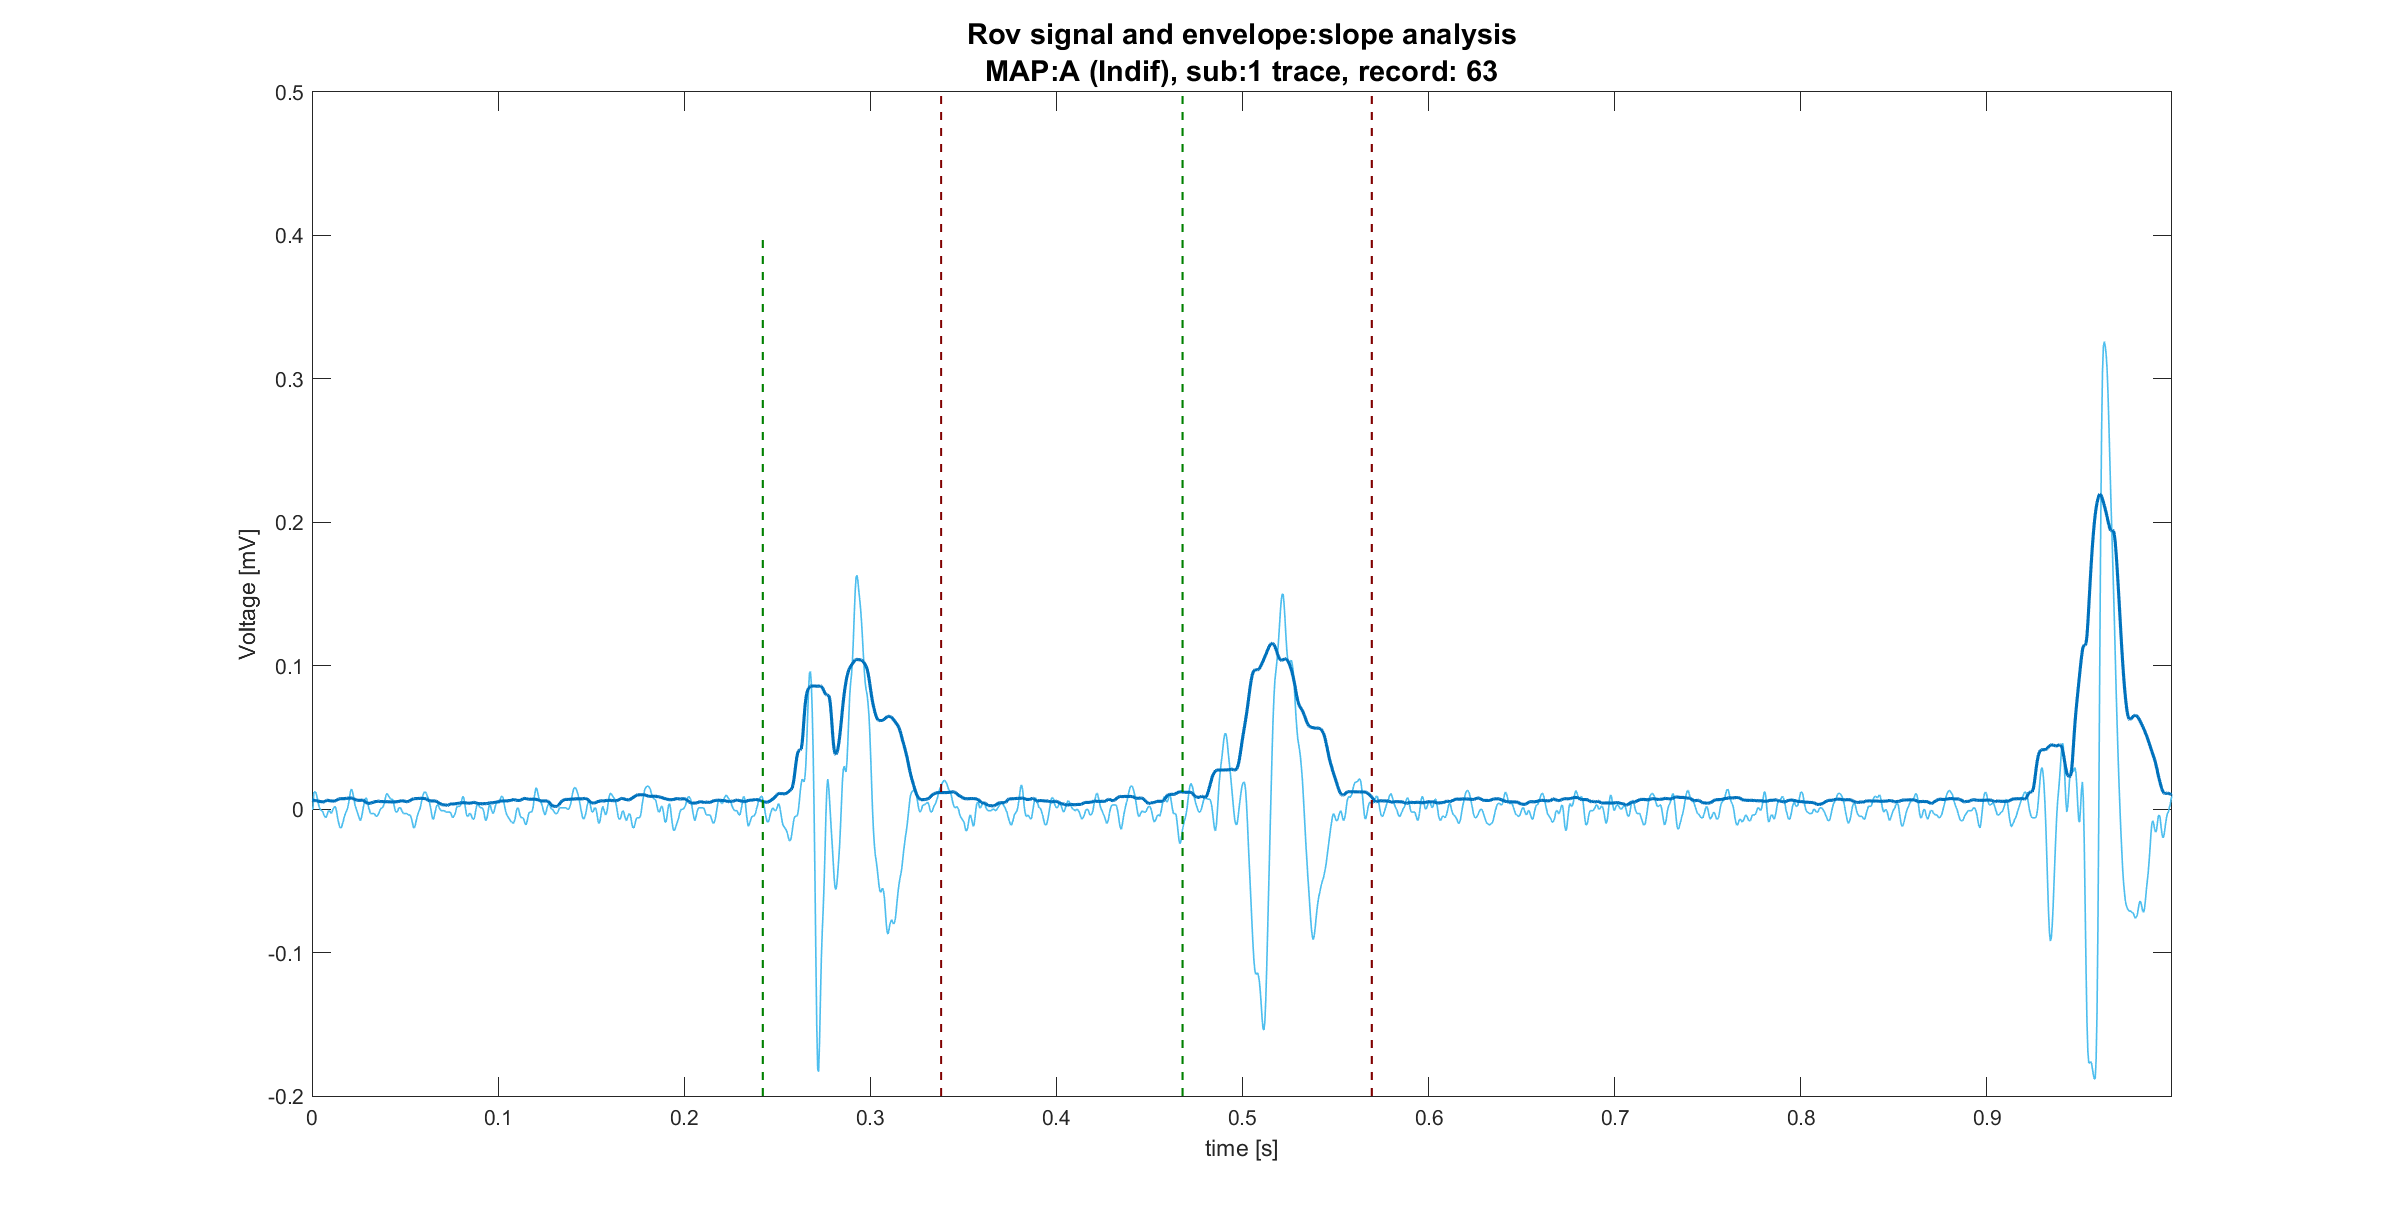 Rov signal and envelope:slope analysis
MAP:A (Indif), sub:1 trace, record: 63
0.5
0.4
0.3
0.2
0.1
0
-0.1
-0.2
Voltage [mV]
0 0.1 0.2 0.3 0.4 0.5 0.6 0.7 0.8 0.9
time [s]